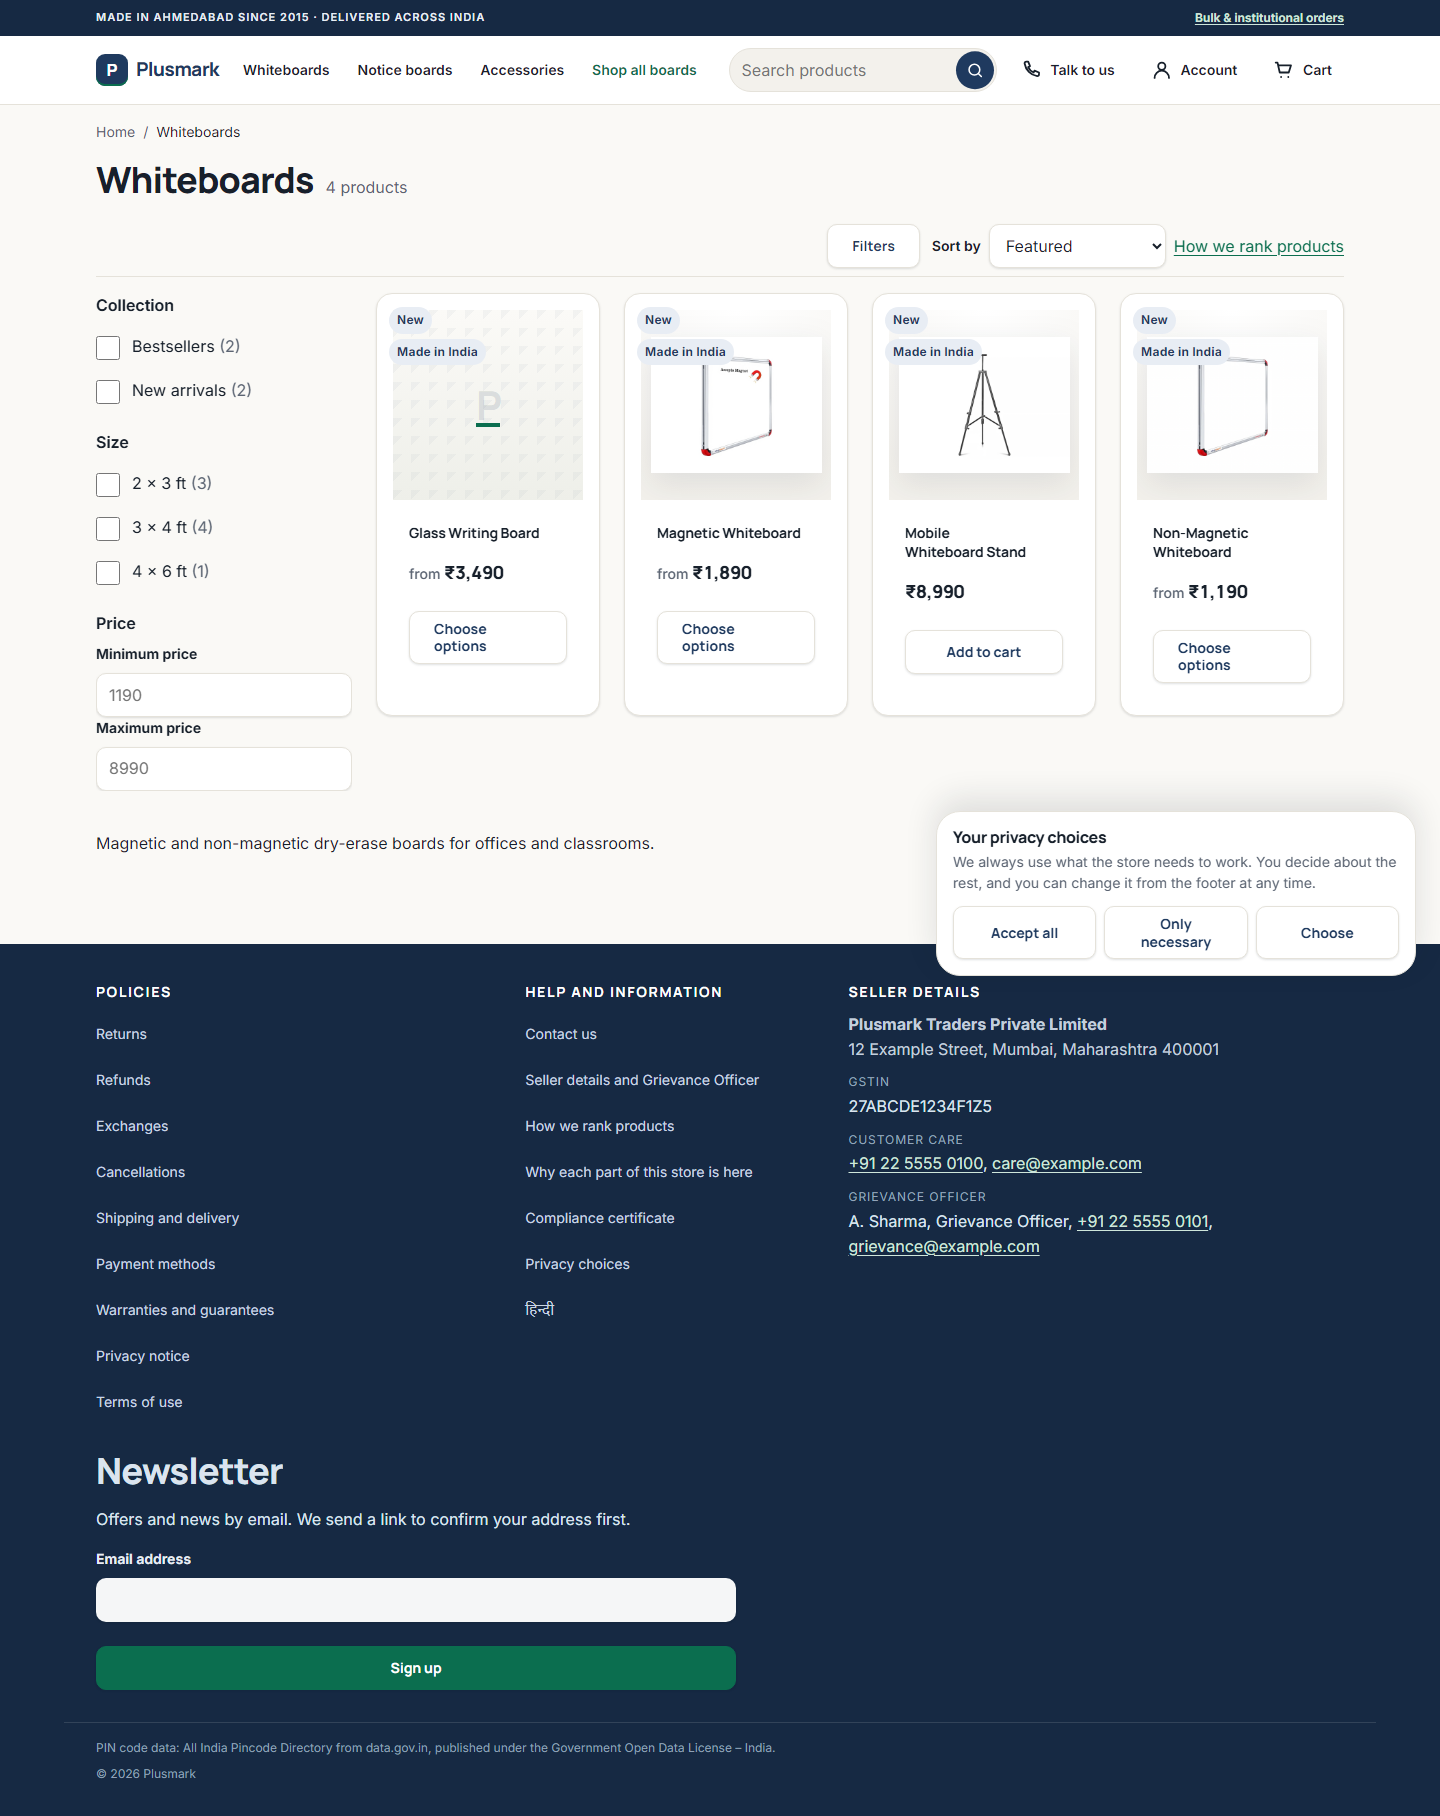 MADE IN AHMEDABAD SINCE 2015 · DELIVERED ACROSS INDIA
Bulk & institutional orders
P Plusmark
Whiteboards
Notice boards
Accessories
Shop all boards
Search products
Talk to us
Account
Cart
Home / Whiteboards
Whiteboards 4 products
Filters
Sort by
Featured
How we rank products
Collection
Bestsellers (2)
New arrivals (2)
Size
2 × 3 ft (3)
3 × 4 ft (4)
4 × 6 ft (1)
Price
Minimum price
1190
Maximum price
8990
New
Made in India
P
Glass Writing Board
from ₹3,490
Choose
options
New
Made in India
Magnetic Whiteboard
from ₹1,890
Choose
options
New
Made in India
Mobile
Whiteboard Stand
₹8,990
Add to cart
New
Made in India
Non-Magnetic
Whiteboard
from ₹1,190
Choose
options
Magnetic and non-magnetic dry-erase boards for offices and classrooms.
Your privacy choices
We always use what the store needs to work. You decide about the
rest, and you can change it from the footer at any time.
Accept all
Only
necessary
Choose
POLICIES
Returns
Refunds
Exchanges
Cancellations
Shipping and delivery
Payment methods
Warranties and guarantees
Privacy notice
Terms of use
HELP AND INFORMATION
Contact us
Seller details and Grievance Officer
How we rank products
Why each part of this store is here
Compliance certificate
Privacy choices
हिन्दी
SELLER DETAILS
Plusmark Traders Private Limited
12 Example Street, Mumbai, Maharashtra 400001
GSTIN
27ABCDE1234F1Z5
CUSTOMER CARE
+91 22 5555 0100, care@example.com
GRIEVANCE OFFICER
A. Sharma, Grievance Officer, +91 22 5555 0101,
grievance@example.com
Newsletter
Offers and news by email. We send a link to confirm your address first.
Email address
Sign up
PIN code data: All India Pincode Directory from data.gov.in, published under the Government Open Data License – India.
© 2026 Plusmark